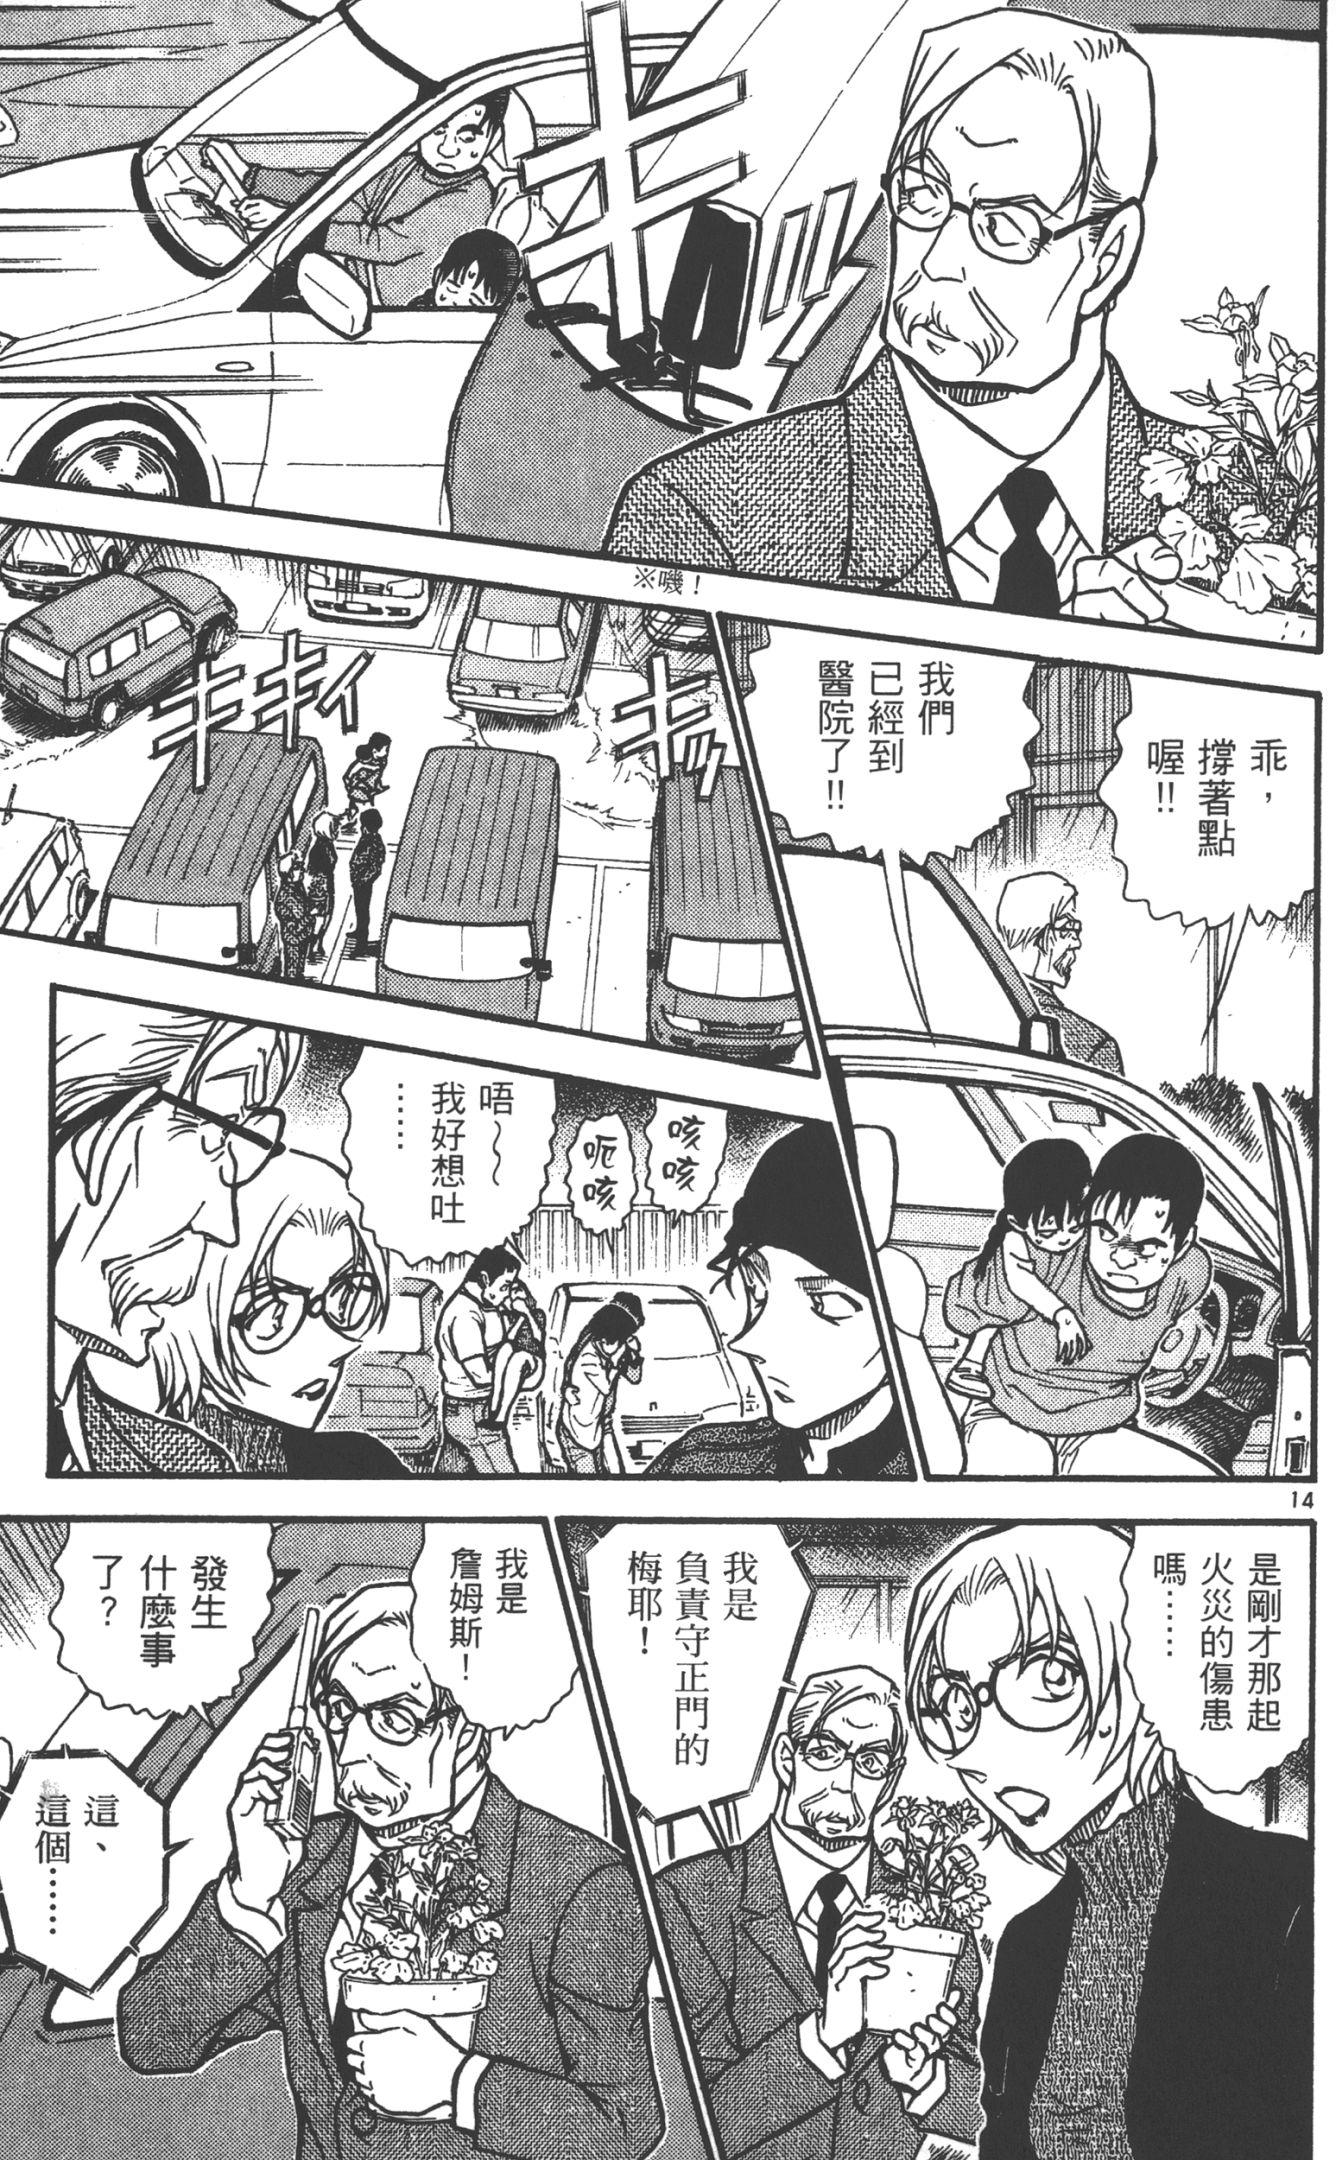 キィ
※嘰！
乖，
撐著點
喔!!
我們
已經到
醫院了!!
キッ
キキィ
咳
咳
呃
咳
唔～
我好想吐
……
14
是剛才那起
火災的傷患
嗎……
我是
負責守正門的
梅耶！
我是
詹姆斯！
發生
什麼事
了？
這、
這個……